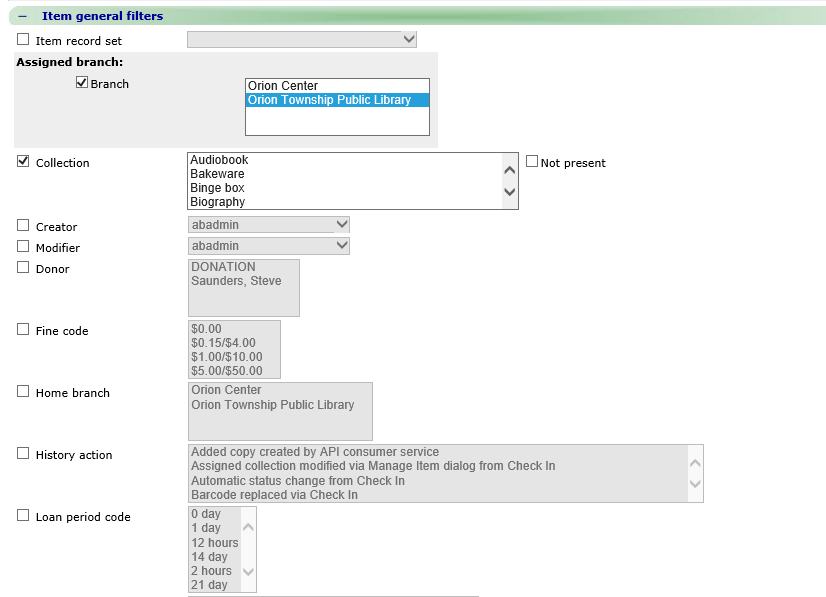 − Item general filters
Item record set
Assigned branch:
Branch
Orion Center
Orion Township Public Library
Collection
Audiobook
Bakeware
Binge box
Biography
Not present
Creator
abadmin
Modifier
abadmin
Donor
DONATION
Saunders, Steve
Fine code
$0.00
$0.15/$4.00
$1.00/$10.00
$5.00/$50.00
Home branch
Orion Center
Orion Township Public Library
History action
Added copy created by API consumer service
Assigned collection modified via Manage Item dialog from Check In
Automatic status change from Check In
Barcode replaced via Check In
Loan period code
0 day
1 day
12 hours
14 day
2 hours
21 day